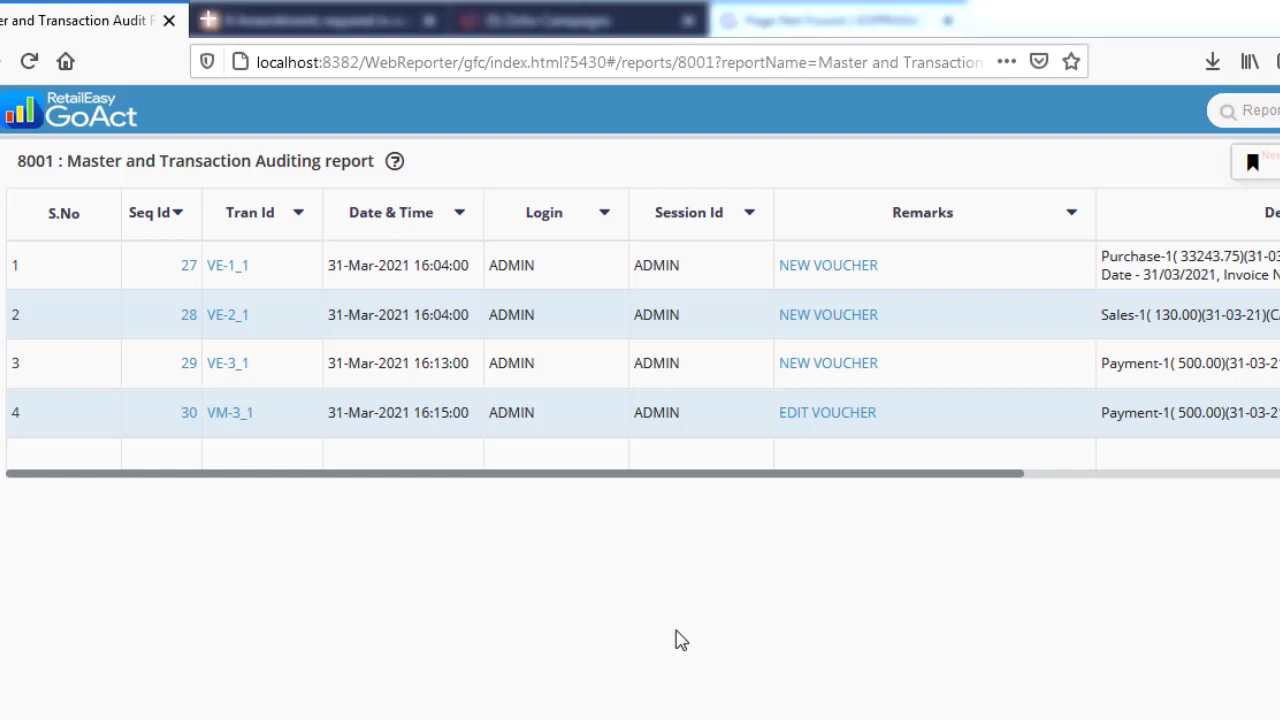 er and Transaction Audit R
localhost:8382/WebReporter/gfc/index.html?5430#/reports/8001?reportName=Master and Transaction
RetailEasy
GoAct
Repor
8001 : Master and Transaction Auditing report ?
New
S.No Seq Id Tran Id Date & Time Login Session Id Remarks De
1 27 VE-1_1 31-Mar-2021 16:04:00 ADMIN ADMIN NEW VOUCHER Purchase-1( 33243.75)(31-03
Date - 31/03/2021, Invoice N
2 28 VE-2_1 31-Mar-2021 16:04:00 ADMIN ADMIN NEW VOUCHER Sales-1( 130.00)(31-03-21)(CA
3 29 VE-3_1 31-Mar-2021 16:13:00 ADMIN ADMIN NEW VOUCHER Payment-1( 500.00)(31-03-21
4 30 VM-3_1 31-Mar-2021 16:15:00 ADMIN ADMIN EDIT VOUCHER Payment-1( 500.00)(31-03-21